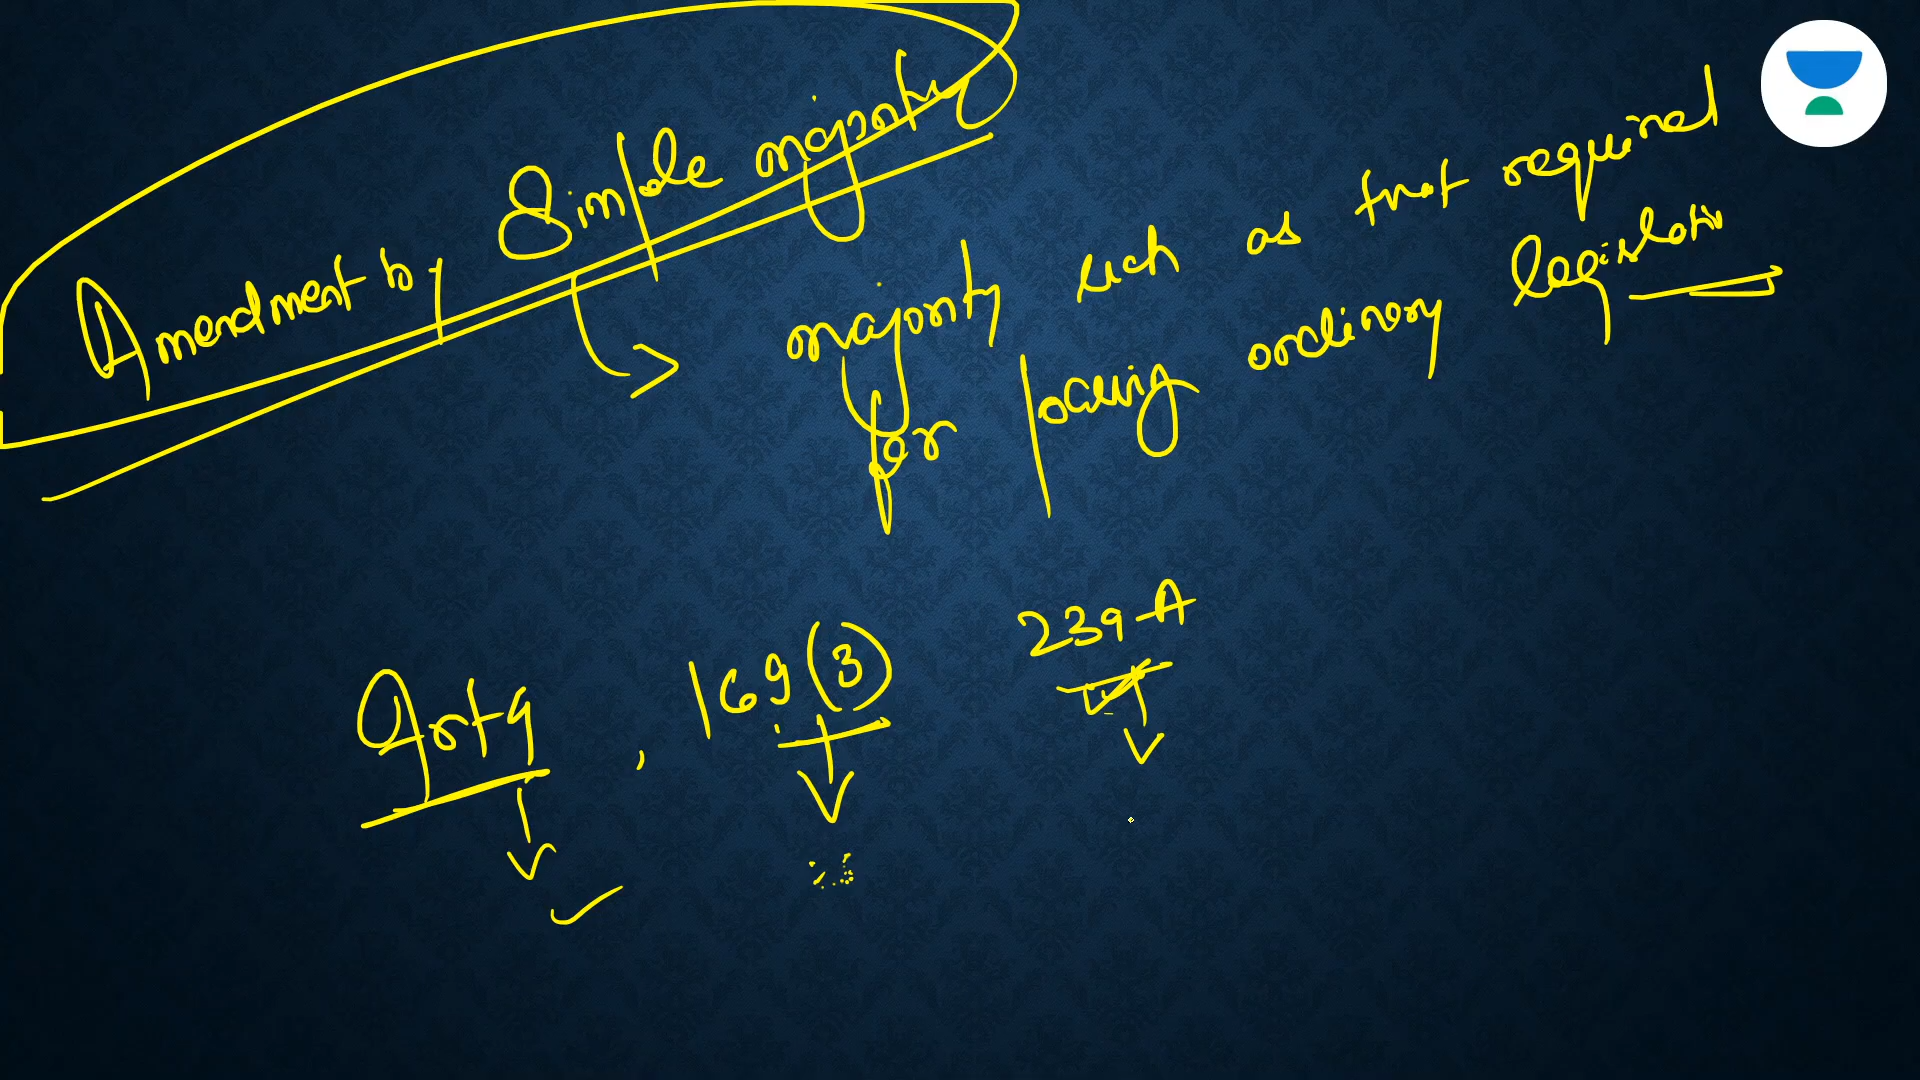 Amendment by Simple majority
majority such as that required
for passing ordinary legislation
Art 4, 169(3) 239-A